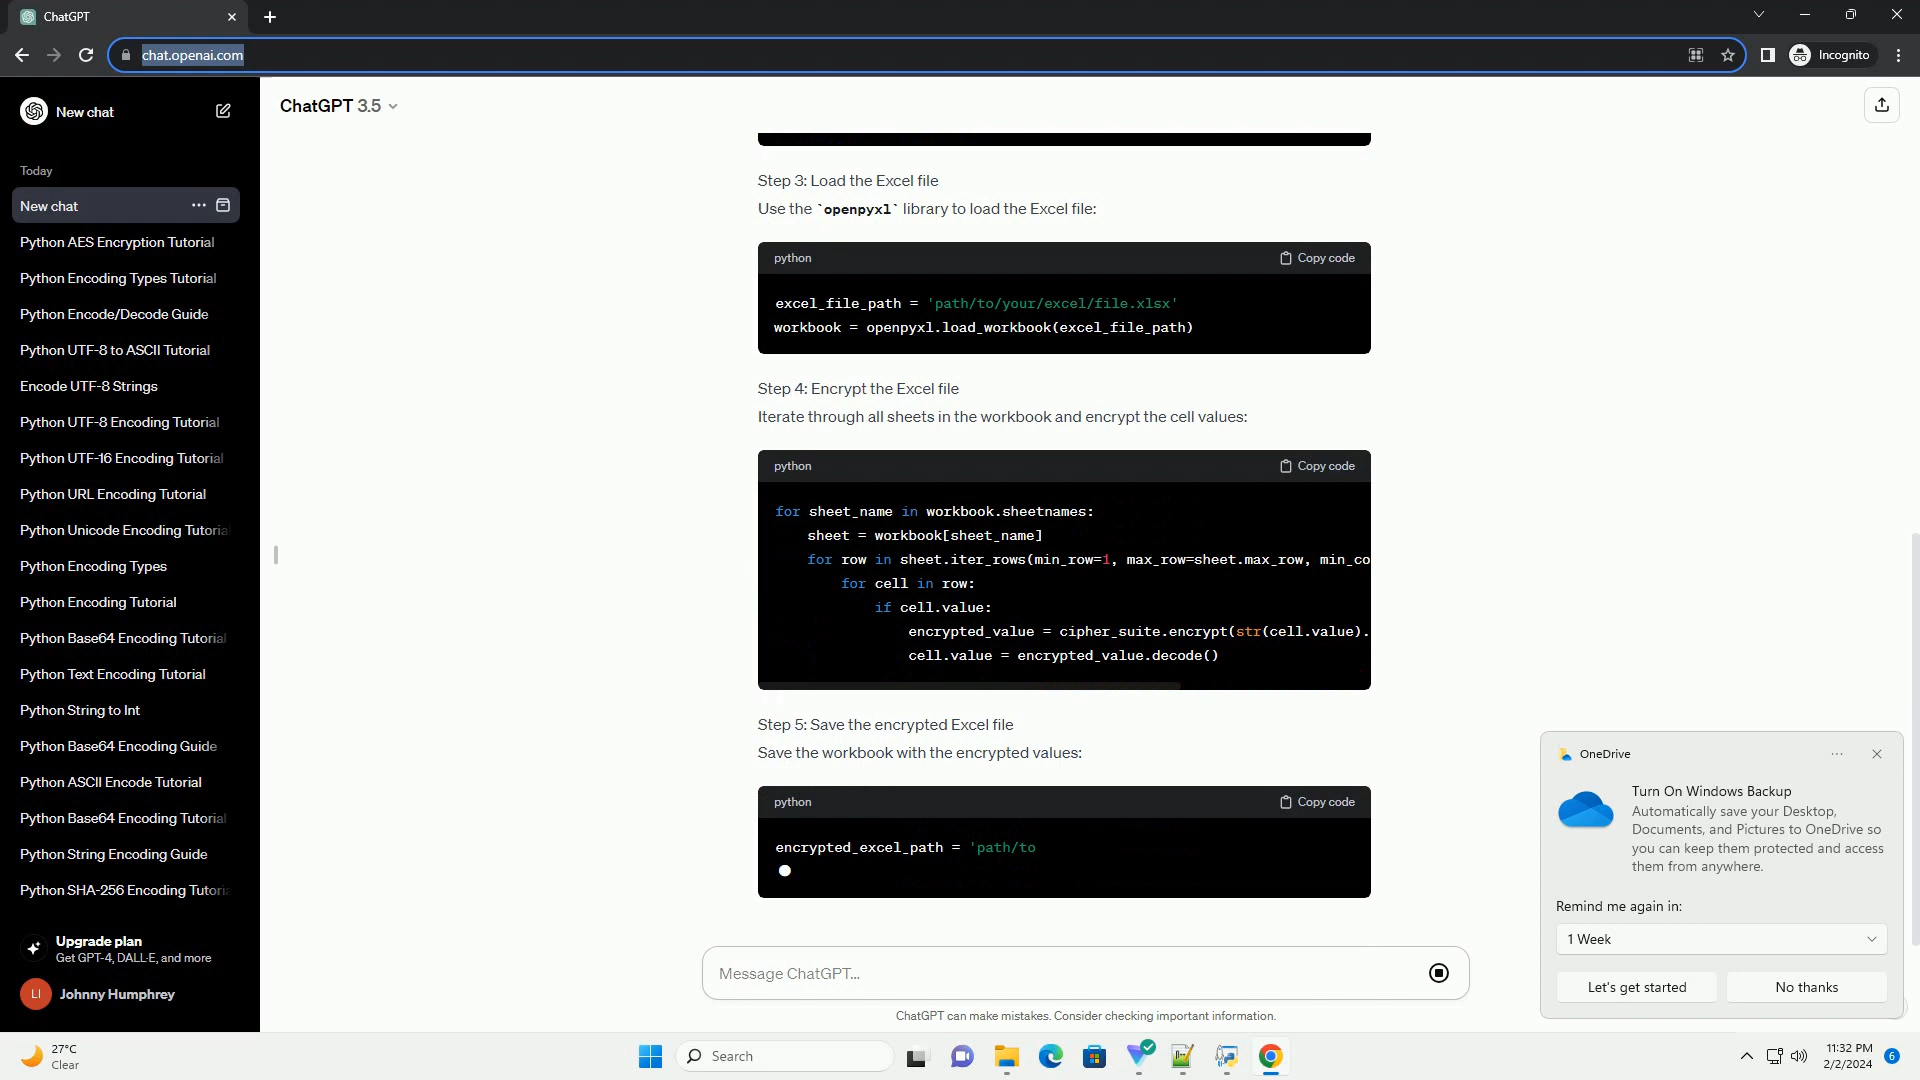 ChatGPT
chat.openai.com
Incognito
New chat
Today
New chat
Python AES Encryption Tutorial
Python Encoding Types Tutorial
Python Encode/Decode Guide
Python UTF-8 to ASCII Tutorial
Encode UTF-8 Strings
Python UTF-8 Encoding Tutorial
Python UTF-16 Encoding Tutorial
Python URL Encoding Tutorial
Python Unicode Encoding Tutoria
Python Encoding Types
Python Encoding Tutorial
Python Base64 Encoding Tutorial
Python Text Encoding Tutorial
Python String to Int
Python Base64 Encoding Guide
Python ASCII Encode Tutorial
Python Base64 Encoding Tutorial
Python String Encoding Guide
Python SHA-256 Encoding Tutoria
Upgrade plan
Get GPT-4, DALL·E, and more
LI
Johnny Humphrey
ChatGPT 3.5
Step 3: Load the Excel file
Use the `openpyxl` library to load the Excel file:
python Copy code
excel_file_path = 'path/to/your/excel/file.xlsx'
workbook = openpyxl.load_workbook(excel_file_path)
Step 4: Encrypt the Excel file
Iterate through all sheets in the workbook and encrypt the cell values:
python Copy code
for sheet_name in workbook.sheetnames:
sheet = workbook[sheet_name]
for row in sheet.iter_rows(min_row=1, max_row=sheet.max_row, min_co
for cell in row:
if cell.value:
encrypted_value = cipher_suite.encrypt(str(cell.value).
cell.value = encrypted_value.decode()
Step 5: Save the encrypted Excel file
Save the workbook with the encrypted values:
python Copy code
encrypted_excel_path = 'path/to
Message ChatGPT...
ChatGPT can make mistakes. Consider checking important information.
OneDrive
Turn On Windows Backup
Automatically save your Desktop,
Documents, and Pictures to OneDrive so
you can keep them protected and access
them from anywhere.
Remind me again in:
1 Week
Let's get started
No thanks
27°C
Clear
Search
11:32 PM
2/2/2024
6